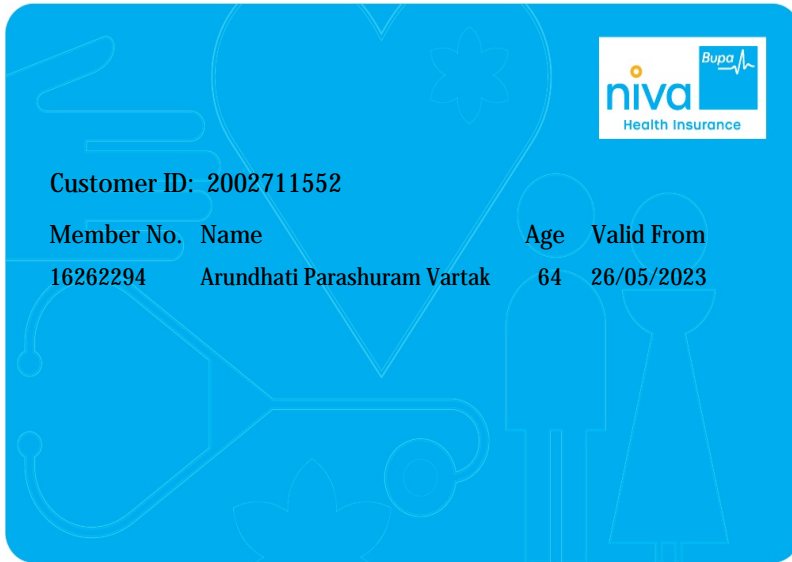 Bupa
niva
Health Insurance
Customer ID: 2002711552
Member No. Name Age Valid From
16262294 Arundhati Parashuram Vartak 64 26/05/2023